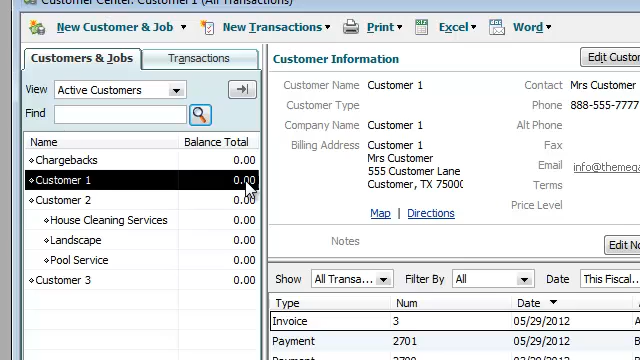 Customer Center: Customer 1 (All Transactions)
New Customer & Job New Transactions Print Excel Word
Customers & Jobs Transactions
View Active Customers
Find
Name Balance Total
Chargebacks 0.00
Customer 1 0.00
Customer 2 0.00
House Cleaning Services 0.00
Landscape 0.00
Pool Service 0.00
Customer 3 0.00
Customer Information Edit Custo
Customer Name Customer 1 Contact Mrs Customer
Customer Type Phone 888-555-7777
Company Name Customer 1 Alt Phone
Billing Address Customer 1 Fax
Mrs Customer
555 Customer Lane Email info@themega
Customer, TX 75000 Terms
Price Level
Map | Directions
Notes Edit No
Show All Transa... Filter By All Date This Fiscal
Type Num Date A
Invoice 3 05/29/2012 A
Payment 2701 05/29/2012
Payment 2700 05/29/2012